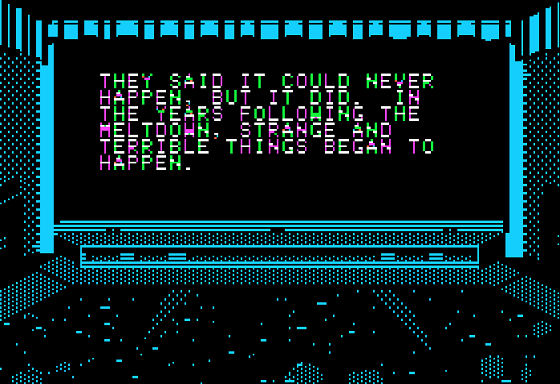 THEY SAID IT COULD NEVER
HAPPEN, BUT IT DID. IN
THE YEARS FOLLOWING THE
MELTDOWN, STRANGE AND
TERRIBLE THINGS BEGAN TO
HAPPEN.